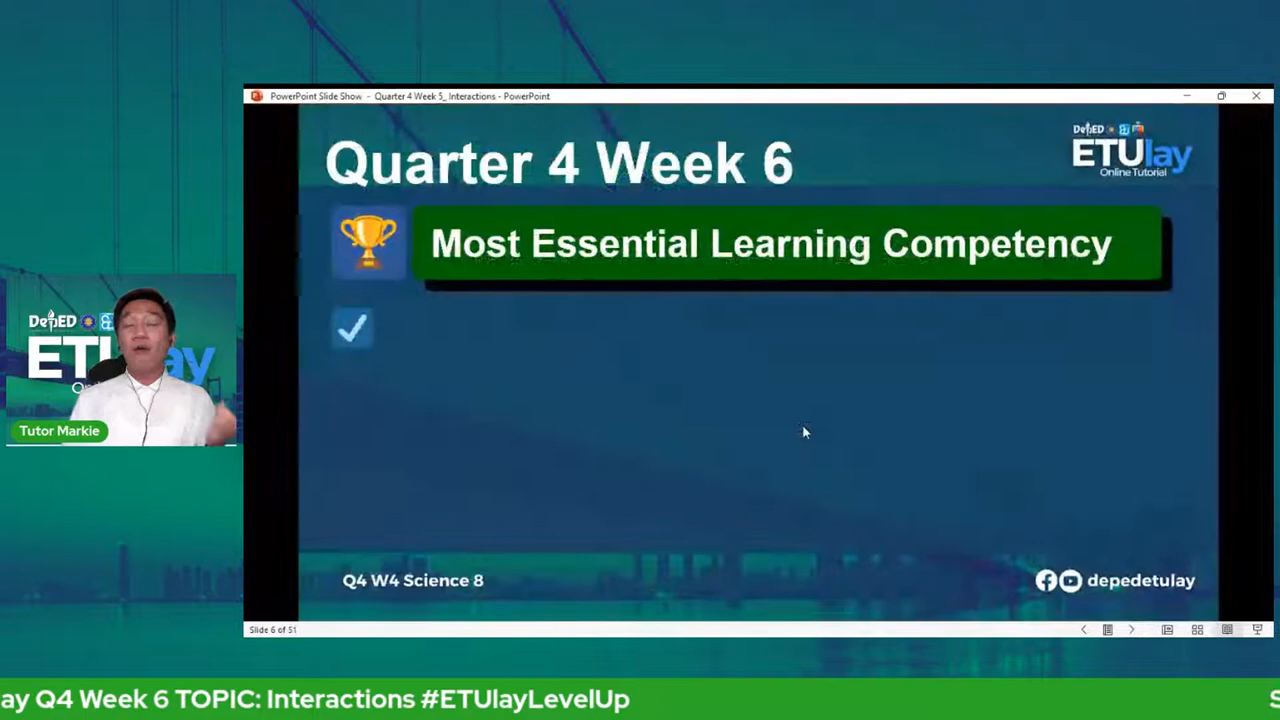 PowerPoint Slide Show - Quarter 4 Week 5_ Interactions - PowerPoint
Quarter 4 Week 6
DepED
ETUlay
Online Tutorial
Most Essential Learning Competency
DepED
ETUlay
Tutor Markie
Q4 W4 Science 8
depedetulay
Slide 6 of 51
ay Q4 Week 6 TOPIC: Interactions #ETUlayLevelUp
S